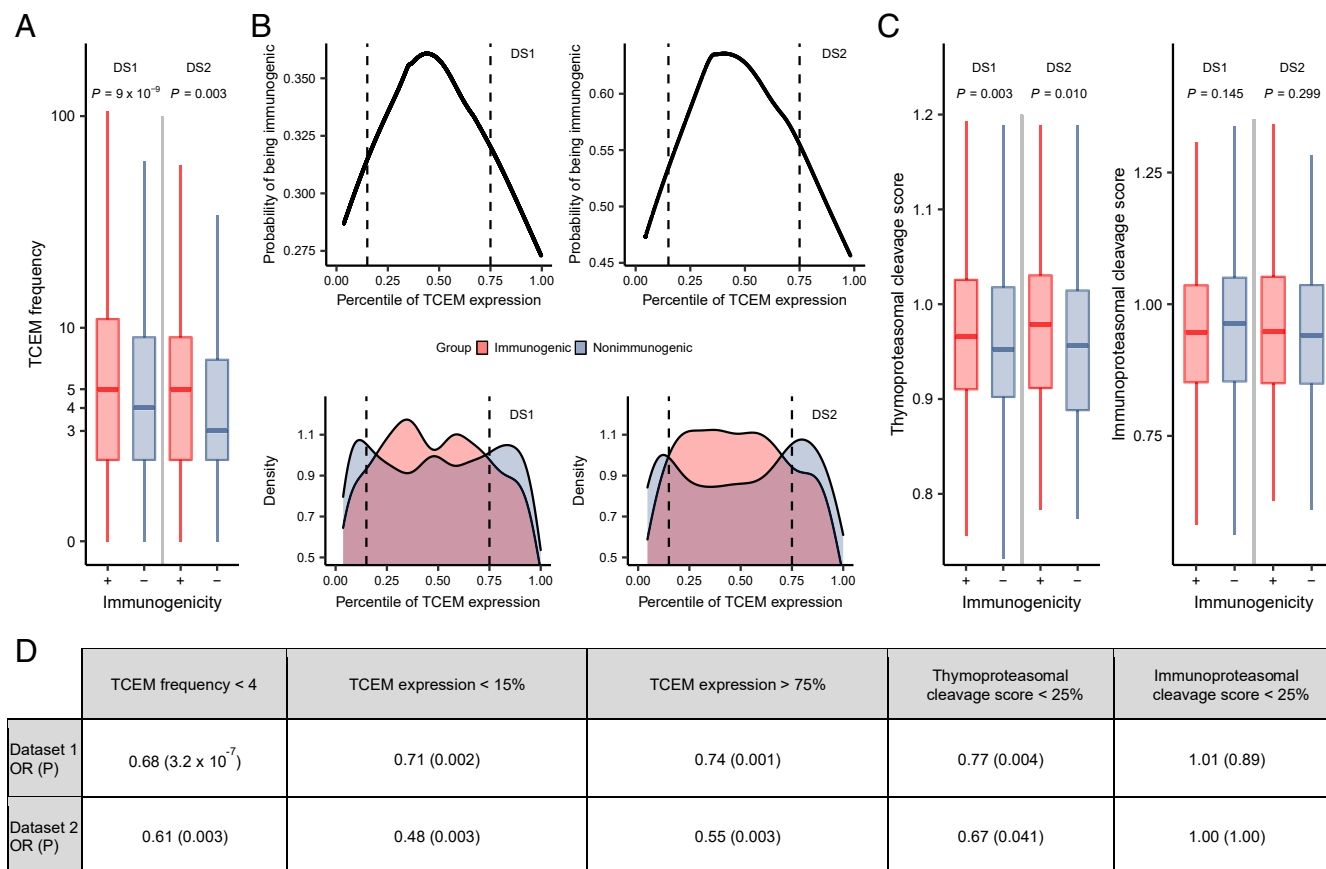 A
DS1 DS2
P = 9 x 10⁻⁹ P = 0.003
TCEM frequency
100
10
5
4
3
0
+ − + −
Immunogenicity
B
DS1
Probability of being immunogenic
0.350
0.325
0.300
0.275
0.00 0.25 0.50 0.75 1.00
Percentile of TCEM expression
DS2
Probability of being immunogenic
0.60
0.55
0.50
0.45
0.00 0.25 0.50 0.75 1.00
Percentile of TCEM expression
Group Immunogenic Nonimmunogenic
DS1
Density
1.1
0.9
0.7
0.5
0.00 0.25 0.50 0.75 1.00
Percentile of TCEM expression
DS2
Density
1.1
0.9
0.7
0.5
0.00 0.25 0.50 0.75 1.00
Percentile of TCEM expression
C
DS1 DS2
P = 0.003 P = 0.010
Thymoproteasomal cleavage score
1.2
1.1
1.0
0.9
0.8
+ − + −
Immunogenicity
DS1 DS2
P = 0.145 P = 0.299
Immunoproteasomal cleavage score
1.25
1.00
0.75
+ − + −
Immunogenicity
D
TCEM frequency < 4
TCEM expression < 15%
TCEM expression > 75%
Thymoproteasomal
cleavage score < 25%
Immunoproteasomal
cleavage score < 25%
Dataset 1
OR (P)
0.68 (3.2 x 10⁻⁷)
0.71 (0.002)
0.74 (0.001)
0.77 (0.004)
1.01 (0.89)
Dataset 2
OR (P)
0.61 (0.003)
0.48 (0.003)
0.55 (0.003)
0.67 (0.041)
1.00 (1.00)